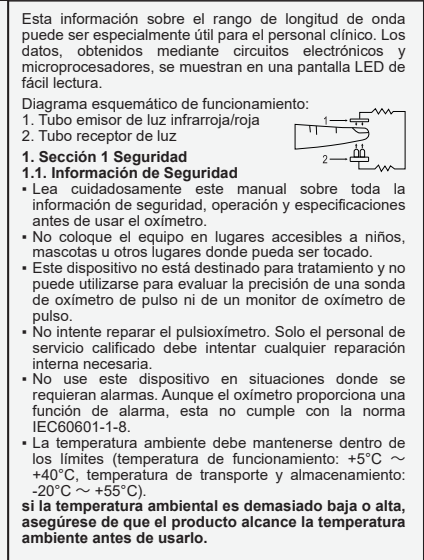 Esta información sobre el rango de longitud de onda
puede ser especialmente útil para el personal clínico. Los
datos, obtenidos mediante circuitos electrónicos y
microprocesadores, se muestran en una pantalla LED de
fácil lectura.
Diagrama esquemático de funcionamiento:
1. Tubo emisor de luz infrarroja/roja
2. Tubo receptor de luz
1
2
1. Sección 1 Seguridad
1.1. Información de Seguridad
▪ Lea cuidadosamente este manual sobre toda la
información de seguridad, operación y especificaciones
antes de usar el oxímetro.
▪ No coloque el equipo en lugares accesibles a niños,
mascotas u otros lugares donde pueda ser tocado.
▪ Este dispositivo no está destinado para tratamiento y no
puede utilizarse para evaluar la precisión de una sonda
de oxímetro de pulso ni de un monitor de oxímetro de
pulso.
▪ No intente reparar el pulsioxímetro. Solo el personal de
servicio calificado debe intentar cualquier reparación
interna necesaria.
▪ No use este dispositivo en situaciones donde se
requieran alarmas. Aunque el oxímetro proporciona una
función de alarma, esta no cumple con la norma
IEC60601-1-8.
▪ La temperatura ambiente debe mantenerse dentro de
los límites (temperatura de funcionamiento: +5°C ～
+40°C, temperatura de transporte y almacenamiento:
-20°C ～ +55°C).
si la temperatura ambiental es demasiado baja o alta,
asegúrese de que el producto alcance la temperatura
ambiente antes de usarlo.